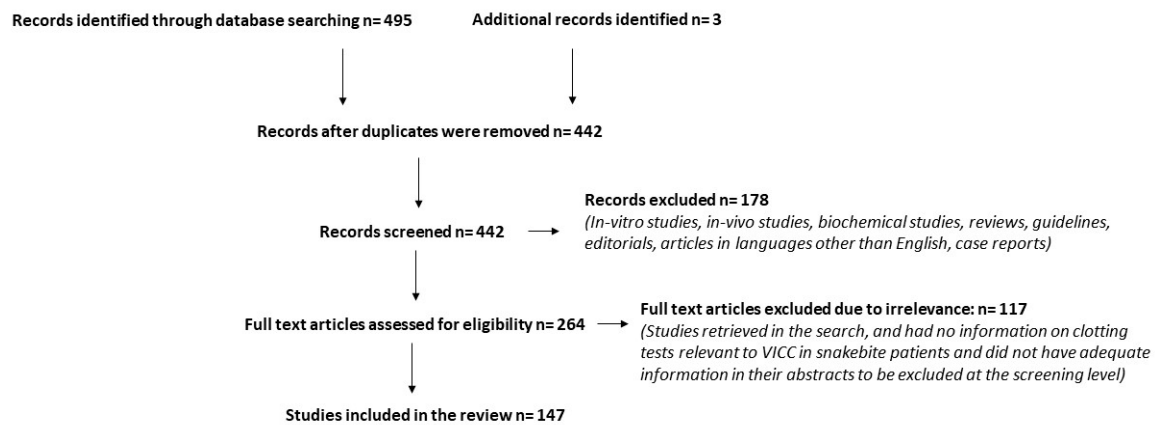 Records identified through database searching n= 495
Additional records identified n= 3
Records after duplicates were removed n= 442
Records excluded n= 178
(In-vitro studies, in-vivo studies, biochemical studies, reviews, guidelines,
editorials, articles in languages other than English, case reports)
Records screened n= 442
Full text articles excluded due to irrelevance: n= 117
(Studies retrieved in the search, and had no information on clotting
tests relevant to VICC in snakebite patients and did not have adequate
information in their abstracts to be excluded at the screening level)
Full text articles assessed for eligibility n= 264
Studies included in the review n= 147